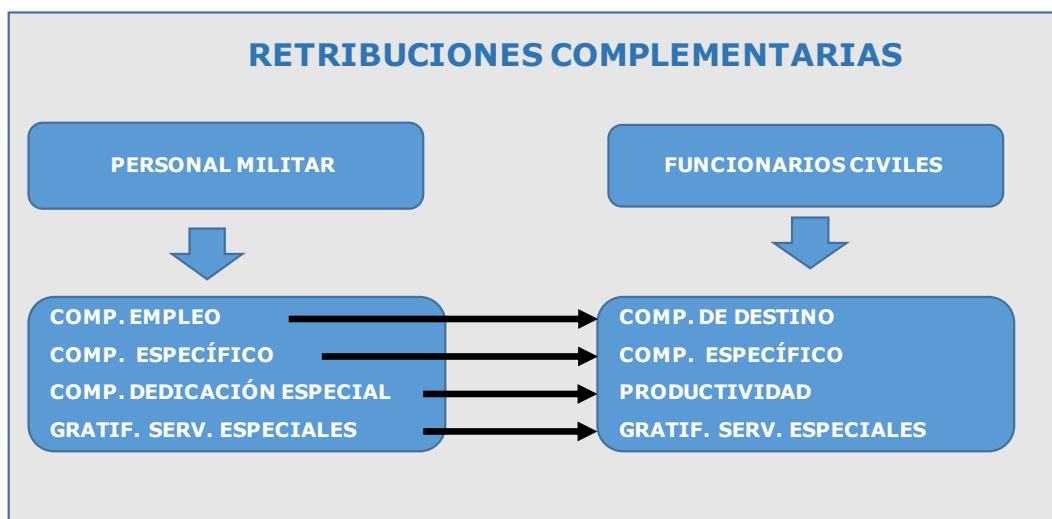 RETRIBUCIONES COMPLEMENTARIAS
PERSONAL MILITAR
FUNCIONARIOS CIVILES
COMP. EMPLEO
COMP. ESPECÍFICO
COMP. DEDICACIÓN ESPECIAL
GRATIF. SERV. ESPECIALES
COMP. DE DESTINO
COMP. ESPECÍFICO
PRODUCTIVIDAD
GRATIF. SERV. ESPECIALES